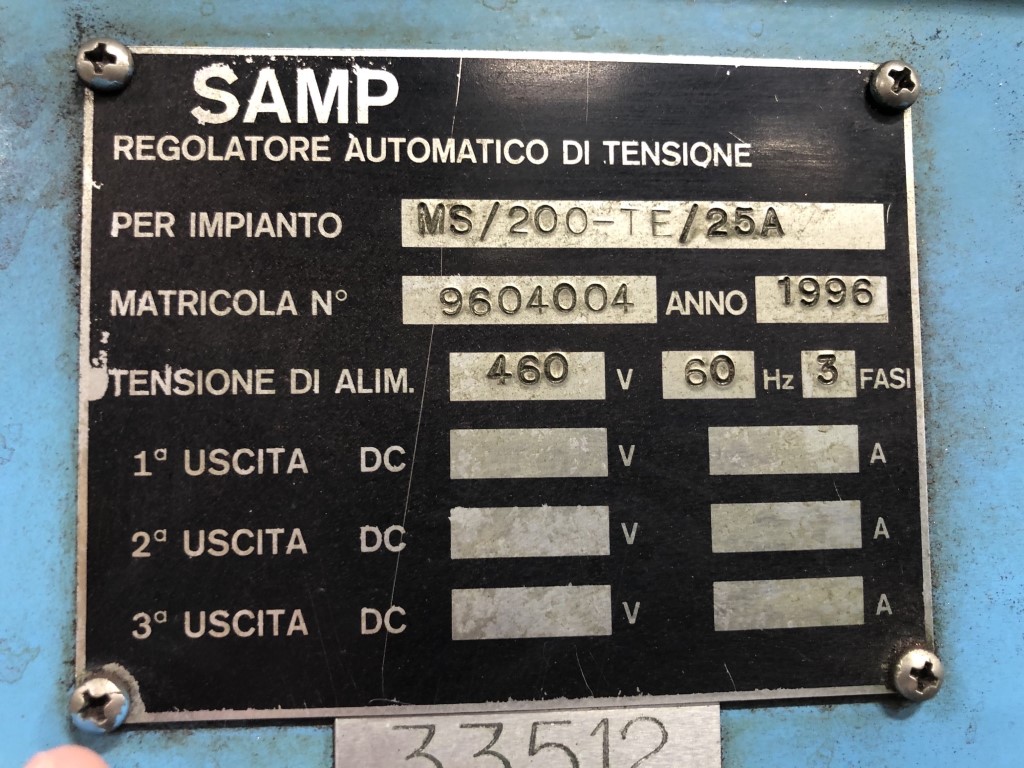 SAMP
REGOLATORE AUTOMATICO DI TENSIONE
PER IMPIANTO MS/200-TE/25A
MATRICOLA N° 9604004 ANNO 1996
TENSIONE DI ALIM. 460 V 60 Hz 3 FASI
1ª USCITA DC V A
2ª USCITA DC V A
3ª USCITA DC V A
33512